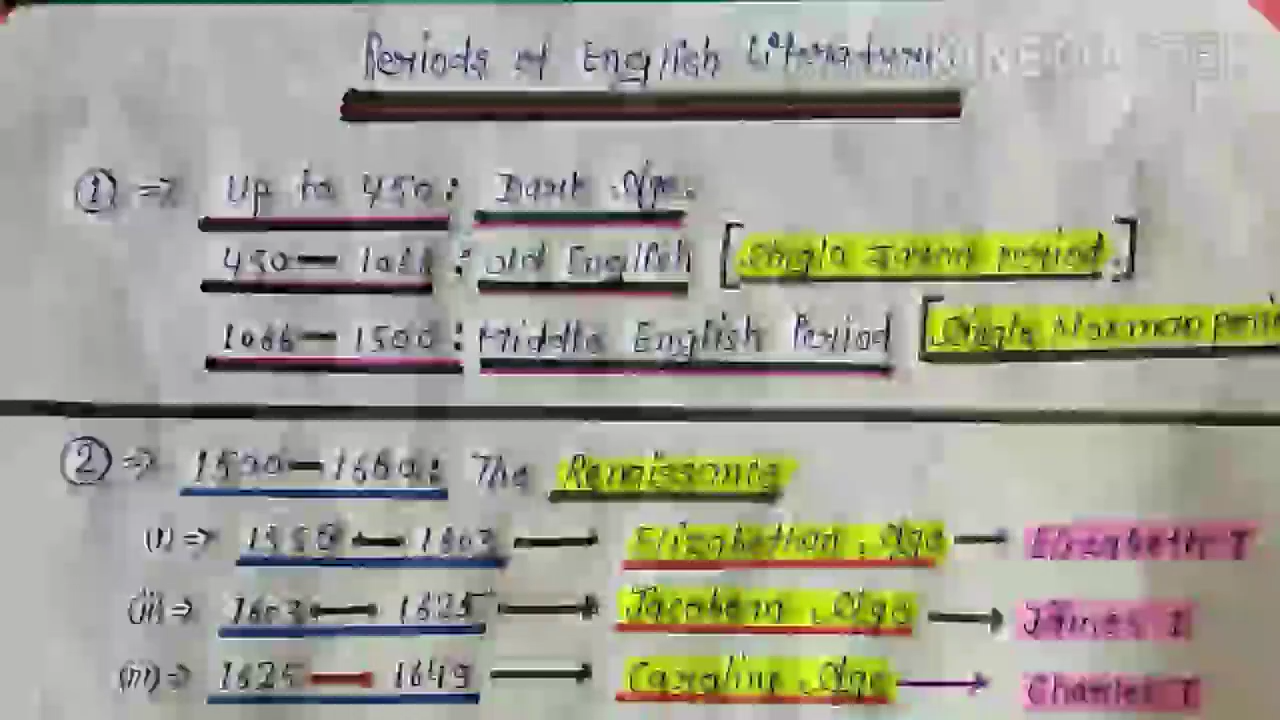 Periods of English Literature
① => Up to 450: Dark Age.
450 — 1066: Old English [Anglo Saxon period.]
1066 — 1500: Middle English Period [Anglo Norman
② => 1500 — 1660: The Renaissance
(i) => 1558 — 1603 → Elizabethan Age → Elizabeth I
(ii) => 1603 — 1625 → Jacobean Age → James I
(iii) => 1625 — 1649 → Caroline Age → Charles I